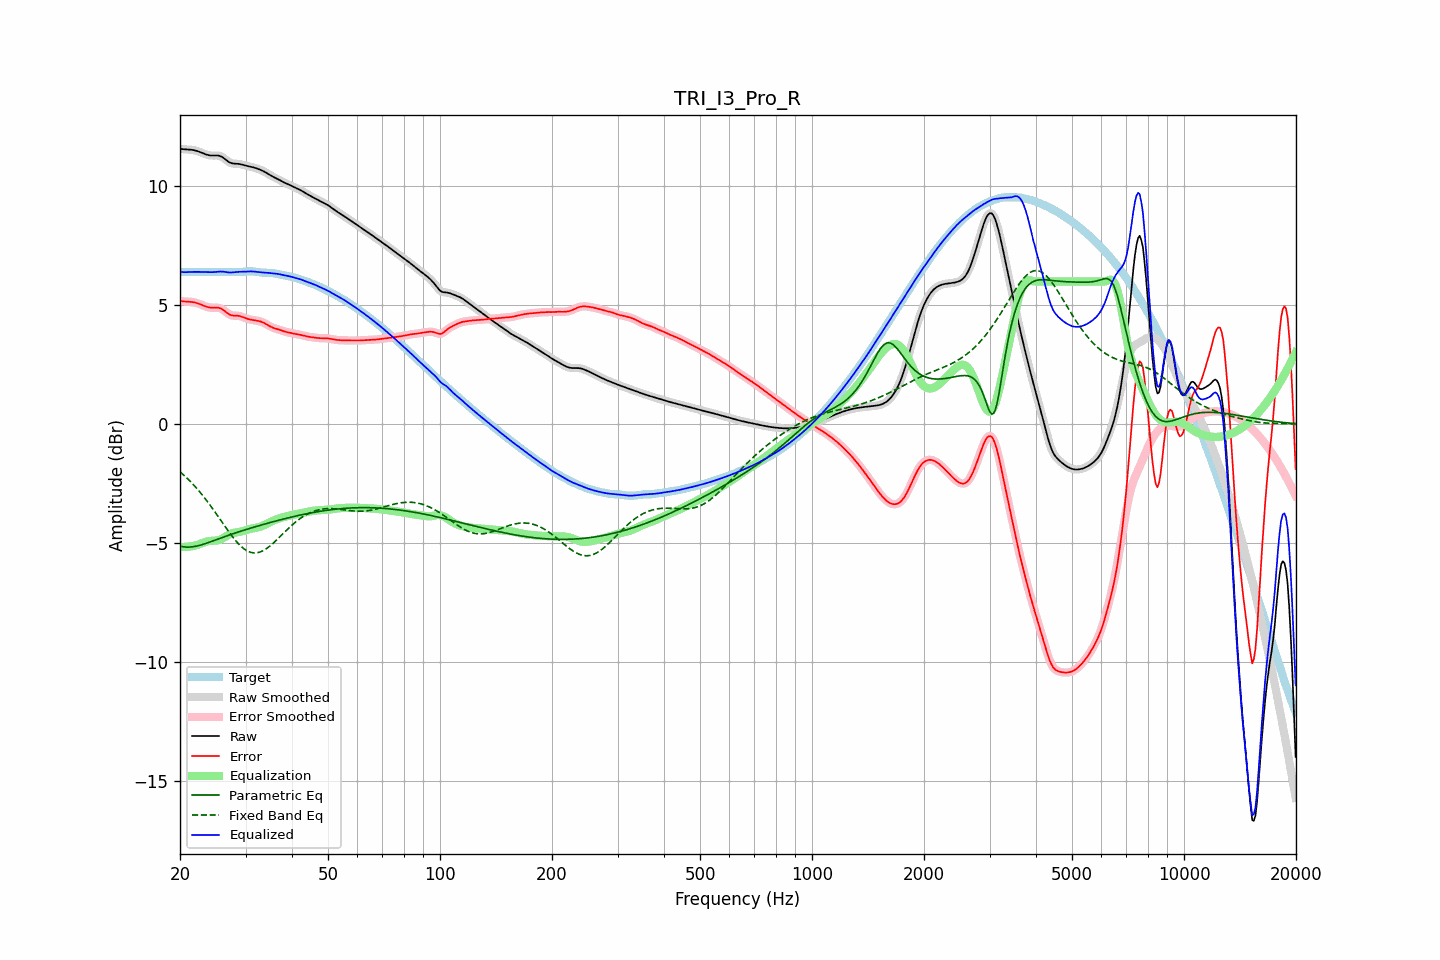 TRI_I3_Pro_R
Amplitude (dBr)
10
5
0
−5
−10
−15
Target
Raw Smoothed
Error Smoothed
Raw
Error
Equalization
Parametric Eq
Fixed Band Eq
Equalized
20 50 100 200 500 1000 2000 5000 10000 20000
Frequency (Hz)